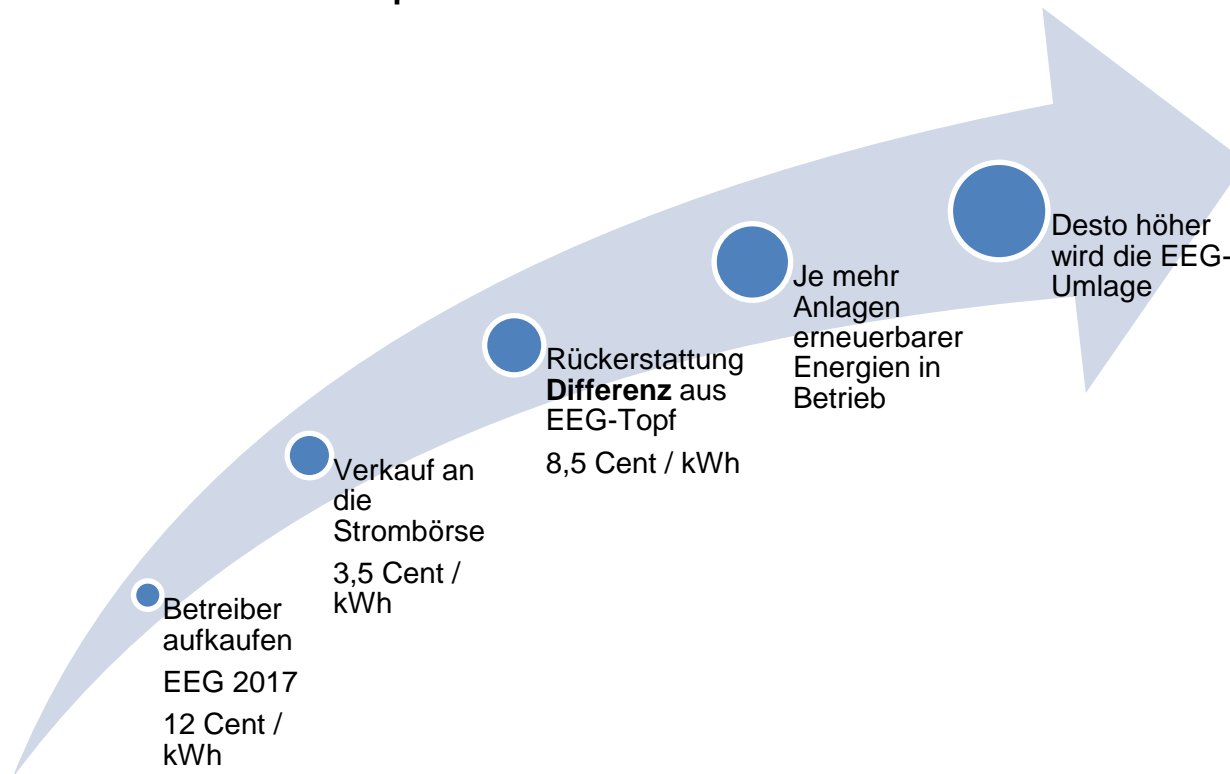 Betreiber
aufkaufen
EEG 2017
12 Cent /
kWh
Verkauf an
die
Strombörse
3,5 Cent /
kWh
Rückerstattung
Differenz aus
EEG-Topf
8,5 Cent / kWh
Je mehr
Anlagen
erneuerbarer
Energien in
Betrieb
Desto höher
wird die EEG-
Umlage